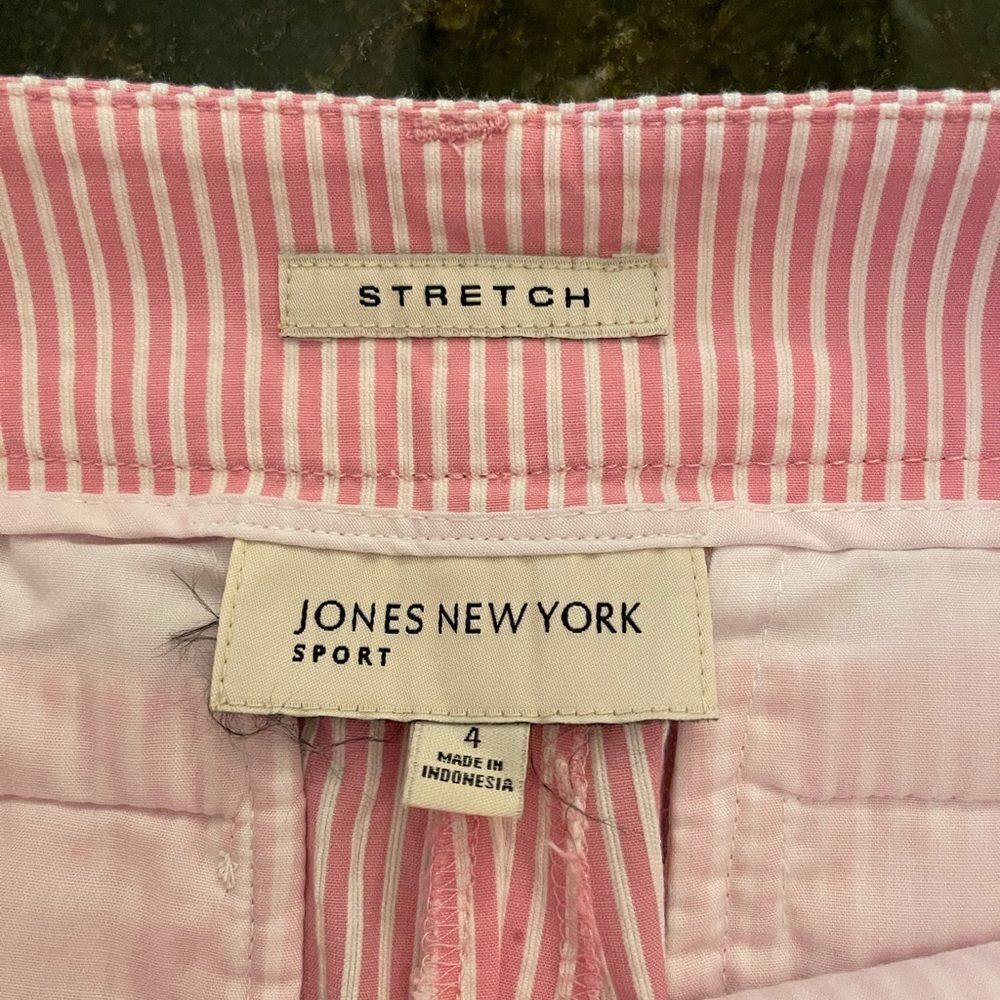 STRETCH
JONES NEW YORK
SPORT
4
MADE IN
INDONESIA